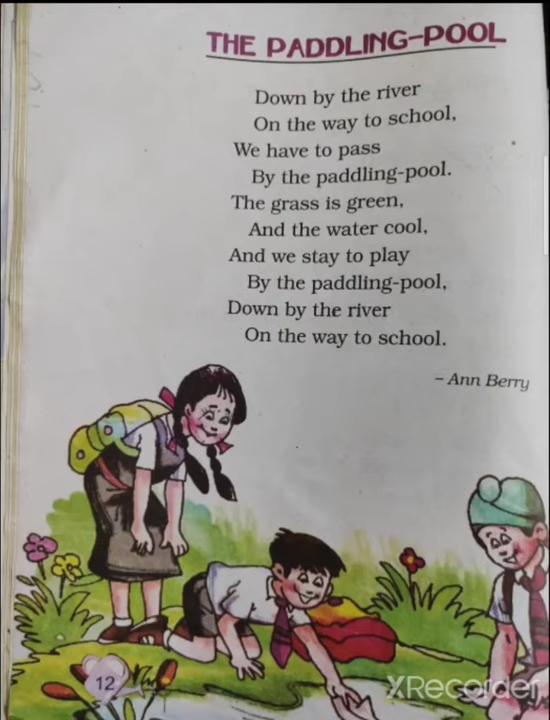 THE PADDLING-POOL
Down by the river
On the way to school,
We have to pass
By the paddling-pool.
The grass is green,
And the water cool,
And we stay to play
By the paddling-pool,
Down by the river
On the way to school.
– Ann Berry
12
XRecorder